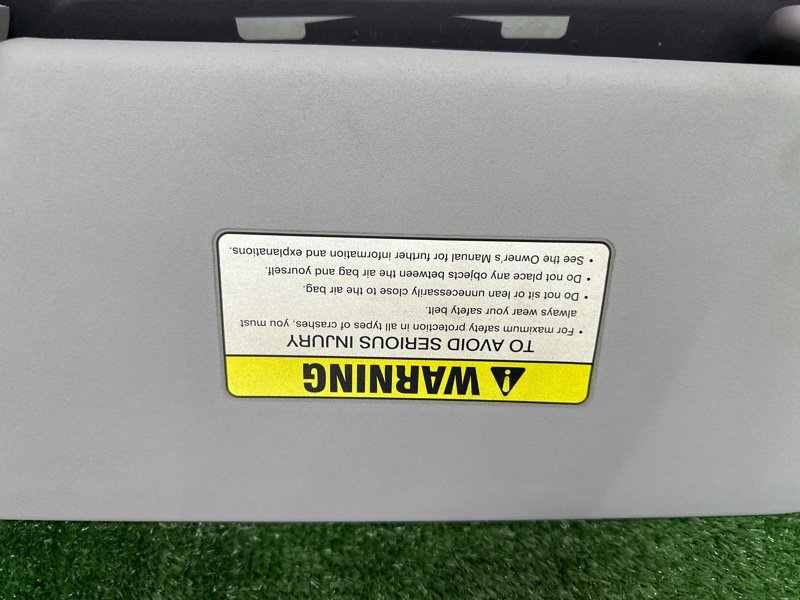 WARNING
TO AVOID SERIOUS INJURY
• For maximum safety protection in all types of crashes, you must
always wear your safety belt.
• Do not sit or lean unnecessarily close to the air bag.
• Do not place any objects between the air bag and yourself.
• See the Owner's Manual for further information and explanations.